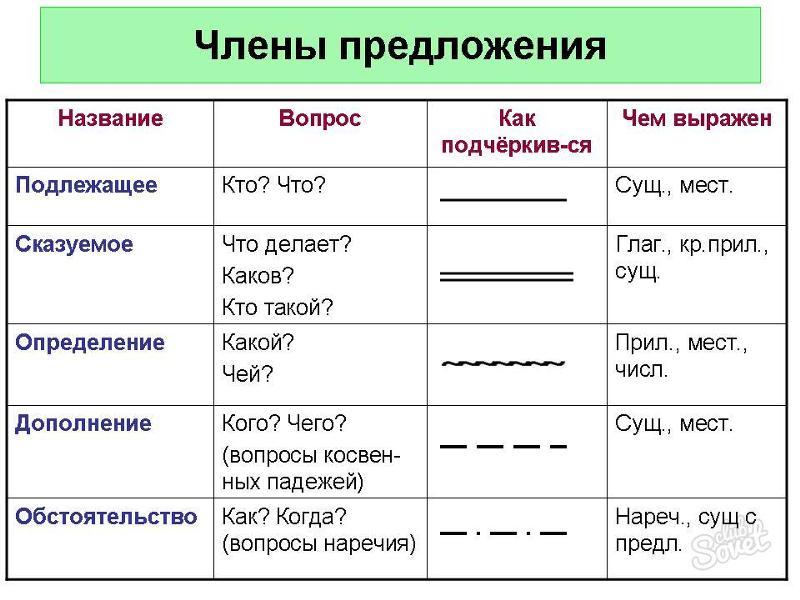 Члены предложения
Название
Вопрос
Как
подчёркив-ся
Чем выражен
Подлежащее
Кто? Что?
Сущ., мест.
Сказуемое
Что делает?
Каков?
Кто такой?
Глаг., кр.прил.,
сущ.
Определение
Какой?
Чей?
Прил., мест.,
числ.
Дополнение
Кого? Чего?
(вопросы косвен-
ных падежей)
Сущ., мест.
Обстоятельство
Как? Когда?
(вопросы наречия)
Нареч., сущ с
предл.
club
Sovet